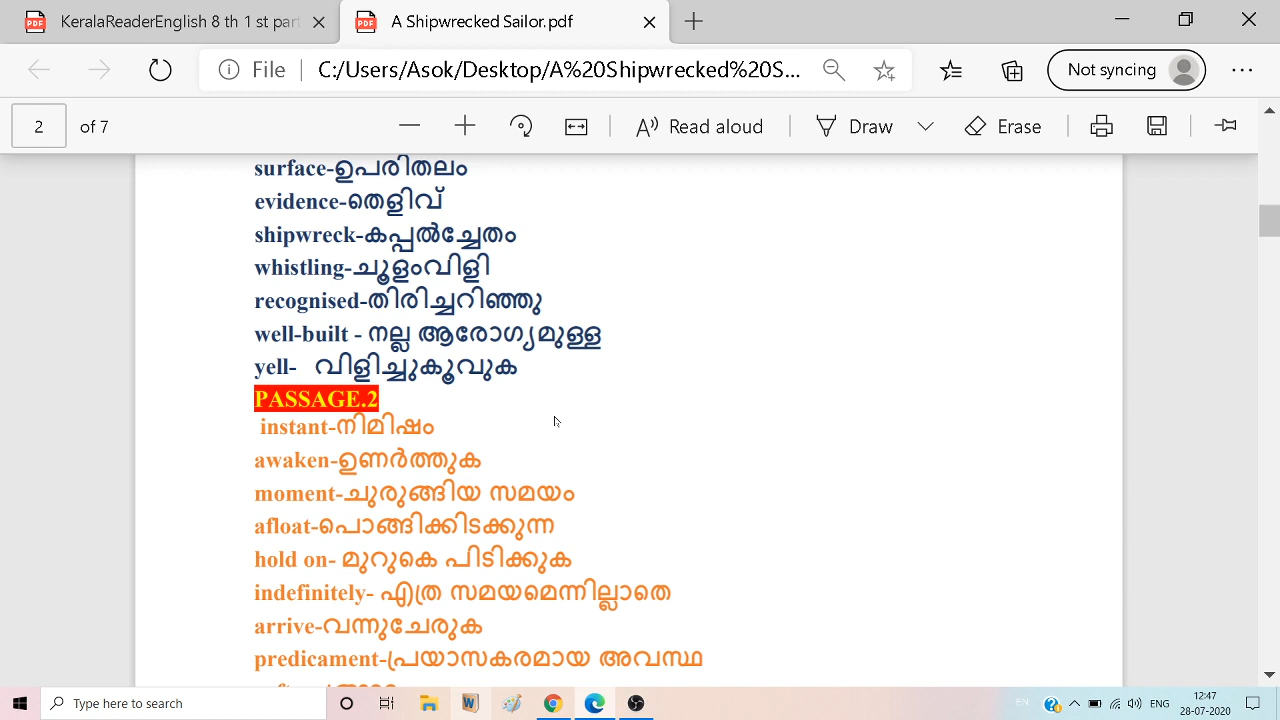 KeralaReaderEnglish 8 th 1 st part
A Shipwrecked Sailor.pdf
File
C:/Users/Asok/Desktop/A%20Shipwrecked%20S...
Not syncing
2 of 7
Read aloud
Draw
Erase
surface-ഉപരിതലം
evidence-തെളിവ്
shipwreck-കപ്പൽച്ചേതം
whistling-ചൂളംവിളി
recognised-തിരിച്ചറിഞ്ഞു
well-built - നല്ല ആരോഗ്യമുള്ള
yell- വിളിച്ചുകൂവുക
PASSAGE.2
instant-നിമിഷം
awaken-ഉണർത്തുക
moment-ചുരുങ്ങിയ സമയം
afloat-പൊങ്ങിക്കിടക്കുന്ന
hold on- മുറുകെ പിടിക്കുക
indefinitely- എത്ര സമയമെന്നില്ലാതെ
arrive-വന്നുചേരുക
predicament-പ്രയാസകരമായ അവസ്ഥ
Type here to search
EN
ENG
12:47
28-07-2020